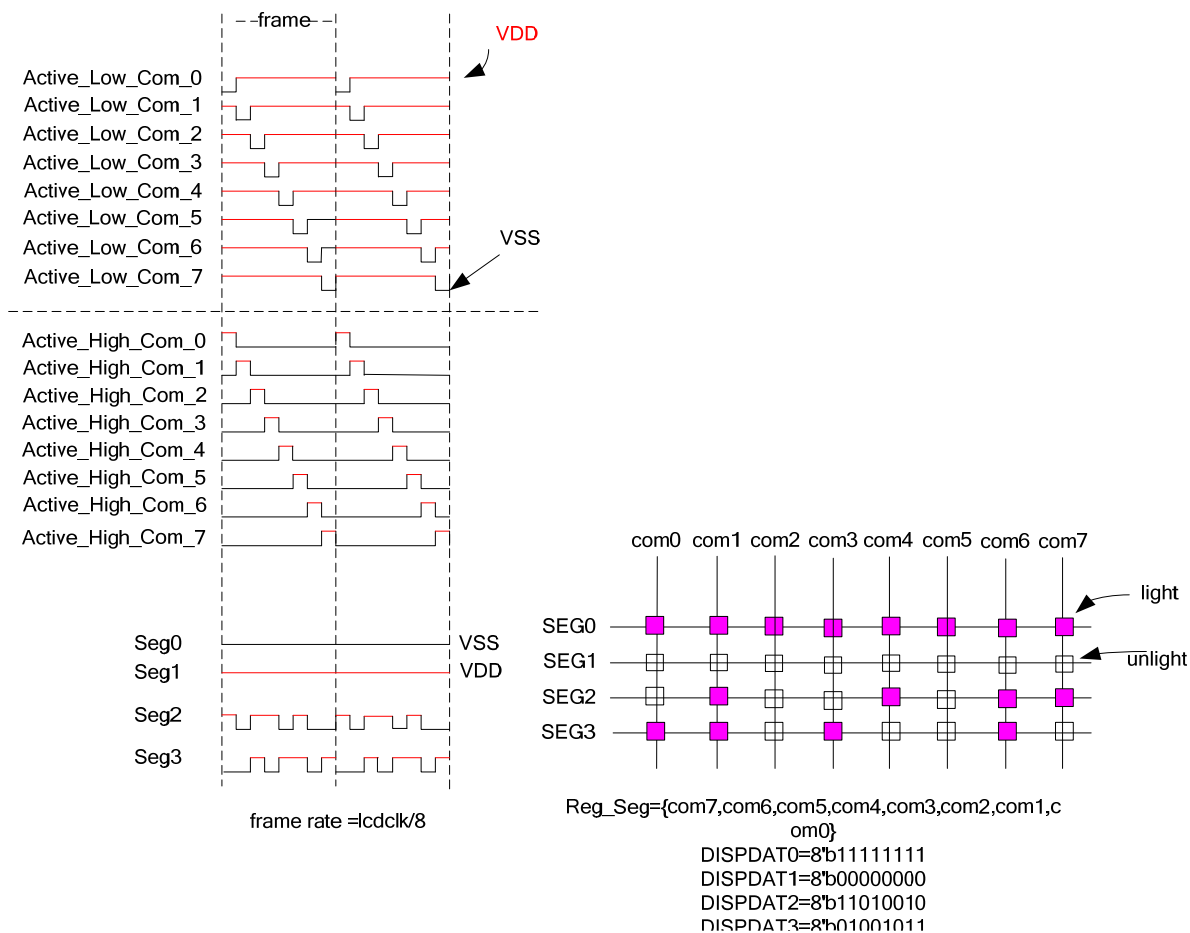 frame
VDD
Active_Low_Com_0
Active_Low_Com_1
Active_Low_Com_2
Active_Low_Com_3
Active_Low_Com_4
Active_Low_Com_5
Active_Low_Com_6
VSS
Active_Low_Com_7
Active_High_Com_0
Active_High_Com_1
Active_High_Com_2
Active_High_Com_3
Active_High_Com_4
Active_High_Com_5
Active_High_Com_6
Active_High_Com_7
Seg0
VSS
Seg1
VDD
Seg2
Seg3
frame rate =lcdclk/8
com0 com1 com2 com3 com4 com5 com6 com7
light
SEG0
SEG1
unlight
SEG2
SEG3
Reg_Seg={com7,com6,com5,com4,com3,com2,com1,c
om0}
DISPDAT0=8'b11111111
DISPDAT1=8'b00000000
DISPDAT2=8'b11010010
DISPDAT3=8'b01001011